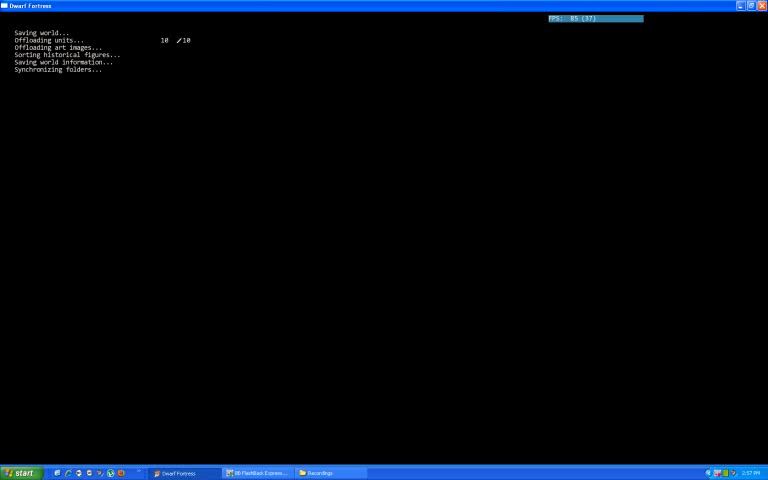 Dwarf Fortress
FPS: 85 (37)
Saving world...
Offloading units... 10 /10
Offloading art images...
Sorting historical figures...
Saving world information...
Synchronizing folders...
start
Dwarf Fortress
BB FlashBack Express...
Recordings
2:57 PM